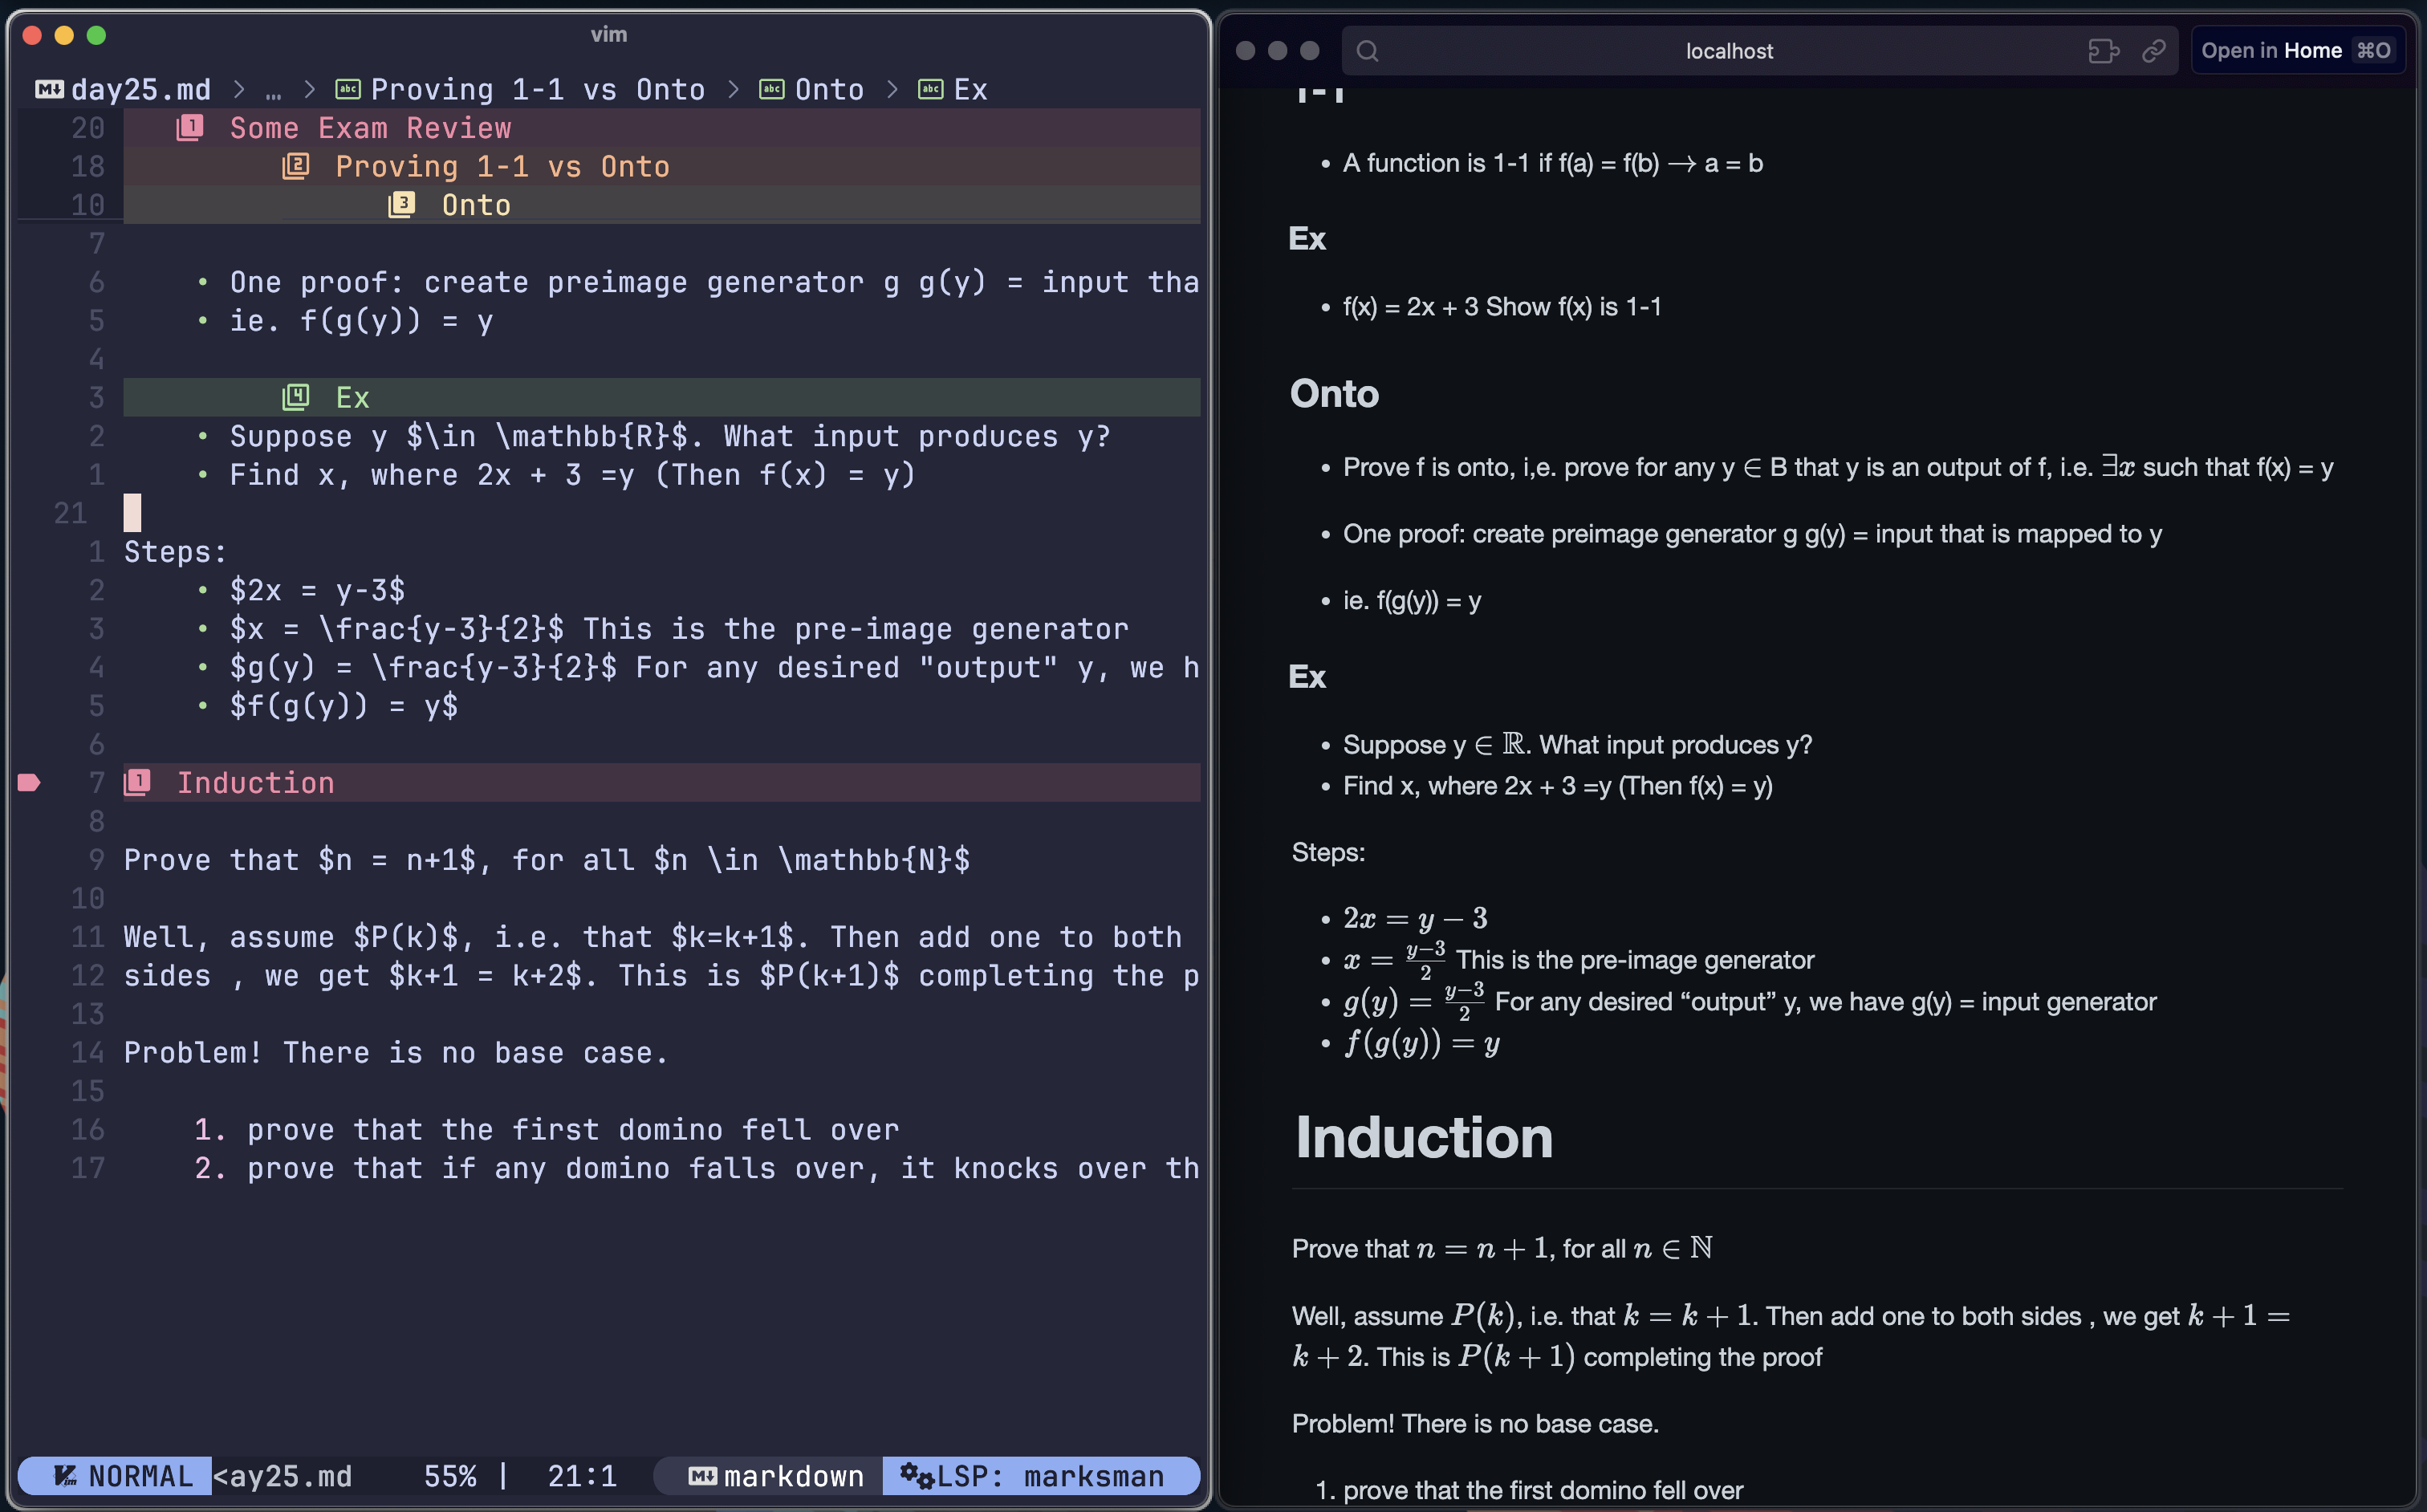 vim
day25.md > … > Proving 1-1 vs Onto > Onto > Ex
20 1 Some Exam Review
18 2 Proving 1-1 vs Onto
10 3 Onto
7
6 • One proof: create preimage generator g g(y) = input tha
5 • ie. f(g(y)) = y
4
3 4 Ex
2 • Suppose y $\in \mathbb{R}$. What input produces y?
1 • Find x, where 2x + 3 =y (Then f(x) = y)
21
1 Steps:
2 • $2x = y-3$
3 • $x = \frac{y-3}{2}$ This is the pre-image generator
4 • $g(y) = \frac{y-3}{2}$ For any desired "output" y, we h
5 • $f(g(y)) = y$
6
7 1 Induction
8
9 Prove that $n = n+1$, for all $n \in \mathbb{N}$
10
11 Well, assume $P(k)$, i.e. that $k=k+1$. Then add one to both
12 sides , we get $k+1 = k+2$. This is $P(k+1)$ completing the p
13
14 Problem! There is no base case.
15
16 1. prove that the first domino fell over
17 2. prove that if any domino falls over, it knocks over th
NORMAL <ay25.md 55% | 21:1 markdown LSP: marksman
localhost
Open in Home ⌘O
1-1
• A function is 1-1 if f(a) = f(b) → a = b
Ex
• f(x) = 2x + 3 Show f(x) is 1-1
Onto
• Prove f is onto, i,e. prove for any y ∈ B that y is an output of f, i.e. ∃x such that f(x) = y
• One proof: create preimage generator g g(y) = input that is mapped to y
• ie. f(g(y)) = y
Ex
• Suppose y ∈ ℝ. What input produces y?
• Find x, where 2x + 3 =y (Then f(x) = y)
Steps:
• 2x = y − 3
• x = y−3/2 This is the pre-image generator
• g(y) = y−3/2 For any desired “output” y, we have g(y) = input generator
• f(g(y)) = y
Induction
Prove that n = n + 1, for all n ∈ ℕ
Well, assume P(k), i.e. that k = k + 1. Then add one to both sides , we get k + 1 =
k + 2. This is P(k + 1) completing the proof
Problem! There is no base case.
1. prove that the first domino fell over